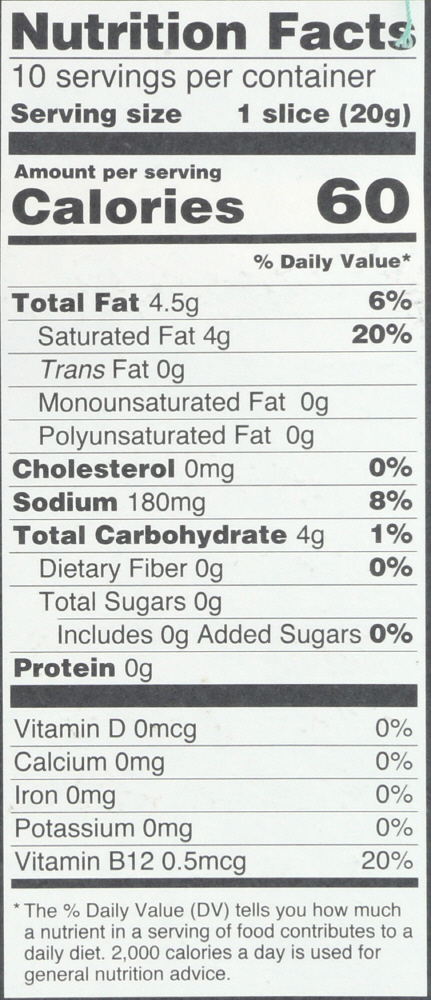 Nutrition Facts
10 servings per container
Serving size 1 slice (20g)
Amount per serving
Calories 60
% Daily Value*
Total Fat 4.5g 6%
Saturated Fat 4g 20%
Trans Fat 0g
Monounsaturated Fat 0g
Polyunsaturated Fat 0g
Cholesterol 0mg 0%
Sodium 180mg 8%
Total Carbohydrate 4g 1%
Dietary Fiber 0g 0%
Total Sugars 0g
Includes 0g Added Sugars 0%
Protein 0g
Vitamin D 0mcg 0%
Calcium 0mg 0%
Iron 0mg 0%
Potassium 0mg 0%
Vitamin B12 0.5mcg 20%
* The % Daily Value (DV) tells you how much
a nutrient in a serving of food contributes to a
daily diet. 2,000 calories a day is used for
general nutrition advice.